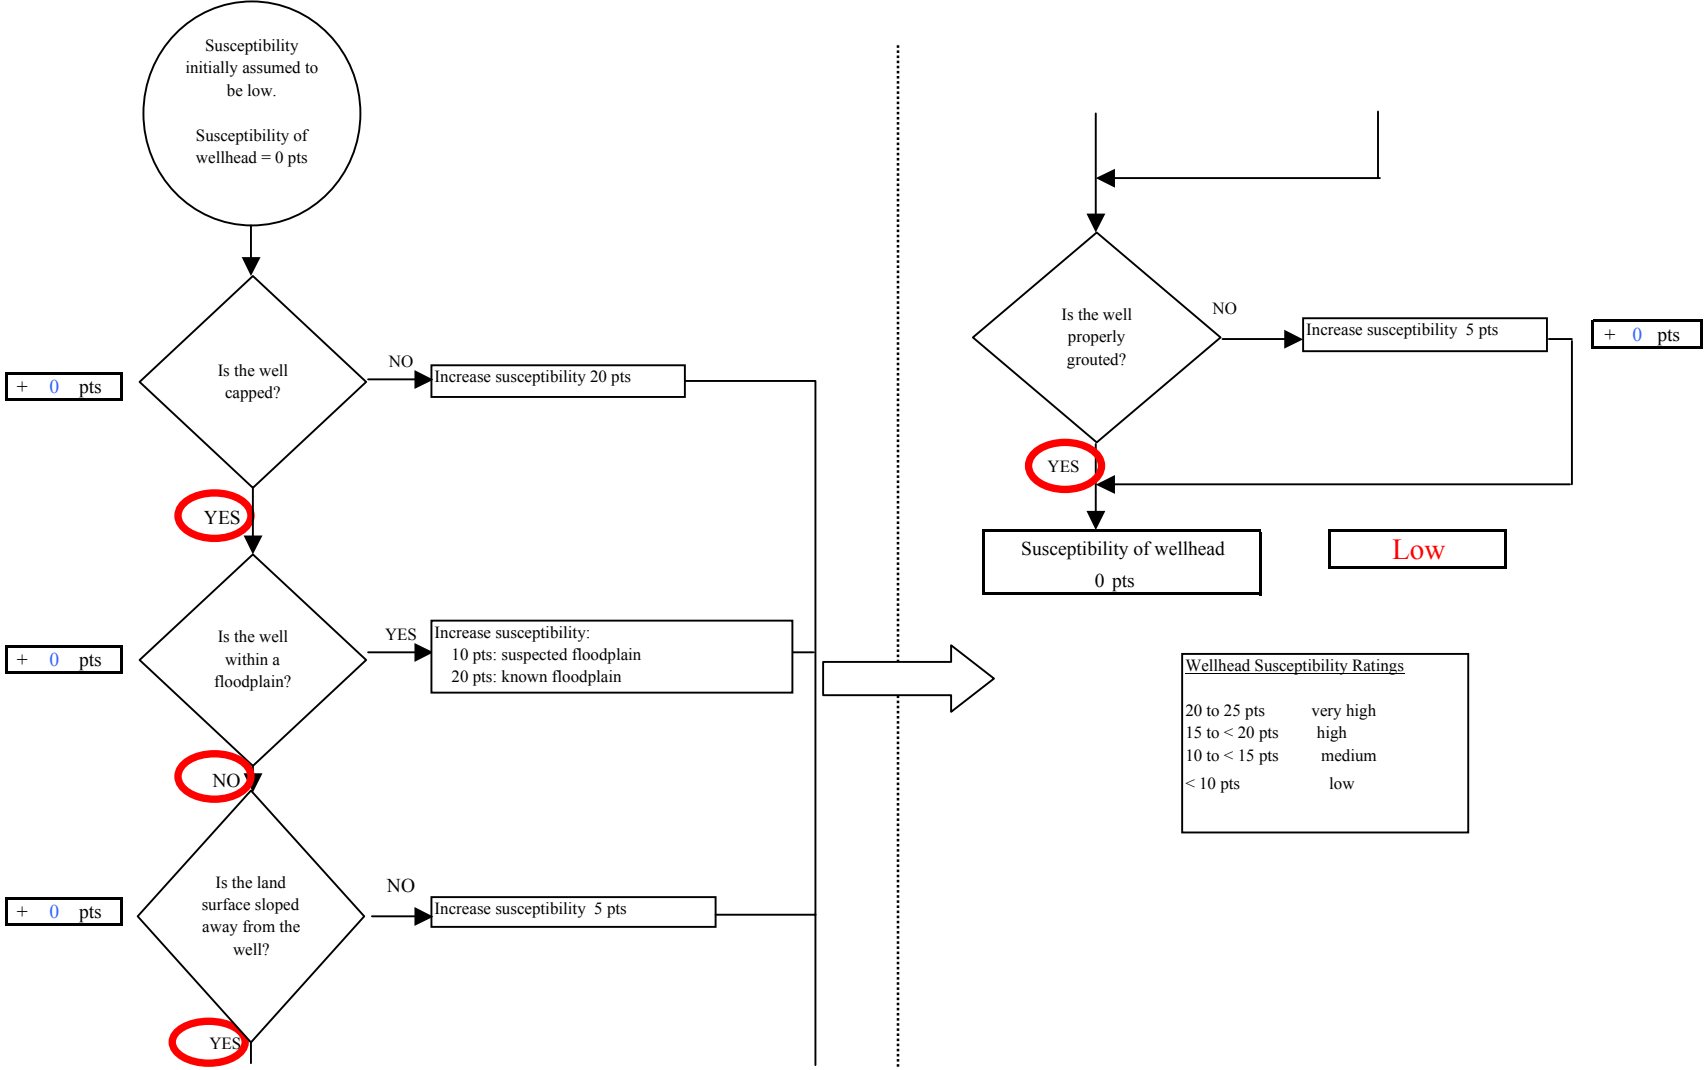 Susceptibility
initially assumed to
be low.
Susceptibility of
wellhead = 0 pts
Is the well
capped?
NO
Increase susceptibility 20 pts
+ 0 pts
YES
Is the well
within a
floodplain?
YES
Increase susceptibility:
10 pts: suspected floodplain
20 pts: known floodplain
+ 0 pts
NO
Is the land
surface sloped
away from the
well?
NO
Increase susceptibility 5 pts
+ 0 pts
YES
Is the well
properly
grouted?
NO
Increase susceptibility 5 pts
+ 0 pts
YES
Susceptibility of wellhead
0 pts
Low
Wellhead Susceptibility Ratings
20 to 25 pts very high
15 to < 20 pts high
10 to < 15 pts medium
< 10 pts low